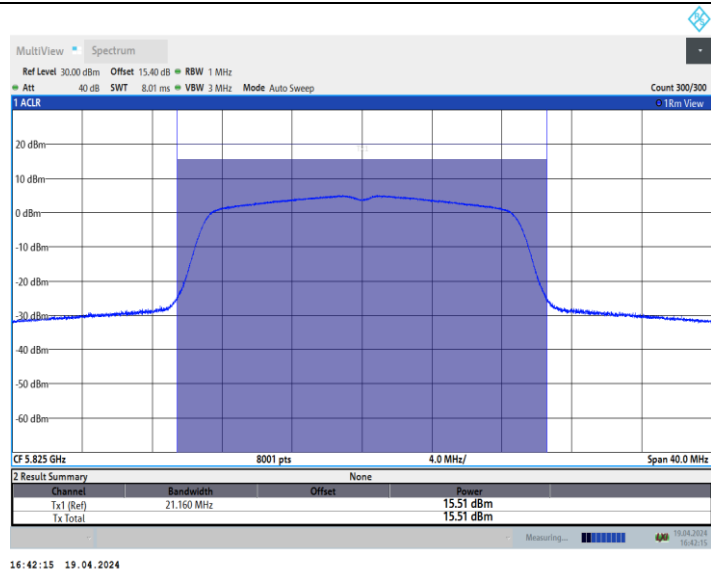 MultiView Spectrum
Ref Level 30.00 dBm Offset 15.40 dB RBW 1 MHz
Att 40 dB SWT 8.01 ms VBW 3 MHz Mode Auto Sweep Count 300/300
1 ACLR 1Rm View
20 dBm
10 dBm
0 dBm
-10 dBm
-20 dBm
-30 dBm
-40 dBm
-50 dBm
-60 dBm
CF 5.825 GHz 8001 pts 4.0 MHz/ Span 40.0 MHz
2 Result Summary None
Channel Bandwidth Offset Power
Tx1 (Ref) 21.160 MHz 15.51 dBm
Tx Total 15.51 dBm
Measuring... 19.04.2024
16:42:15
16:42:15 19.04.2024